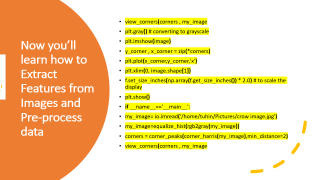 Now you'll
learn how to
Extract
Features from
Images and
Pre-process
data
view_corners(corners , my_image
plt.gray() # converting to grayscale
plt.imshow(image)
y_corner , x_corner = zip(*corners)
plt.plot(x_corner,y_corner,'x')
plt.xlim(0, image.shape[1])
f.set_size_inches(np.array(f.get_size_inches()) * 2.0) # to scale the
display
plt.show()
if __name__=='__main__':
my_image= io.imread('/home/tuhin/Pictures/crow image.jpg')
my_image=equalize_hist(rgb2gray(my_image))
corners = corner_peaks(corner_harris(my_image),min_distance=2)
view_corners(corners , my_image